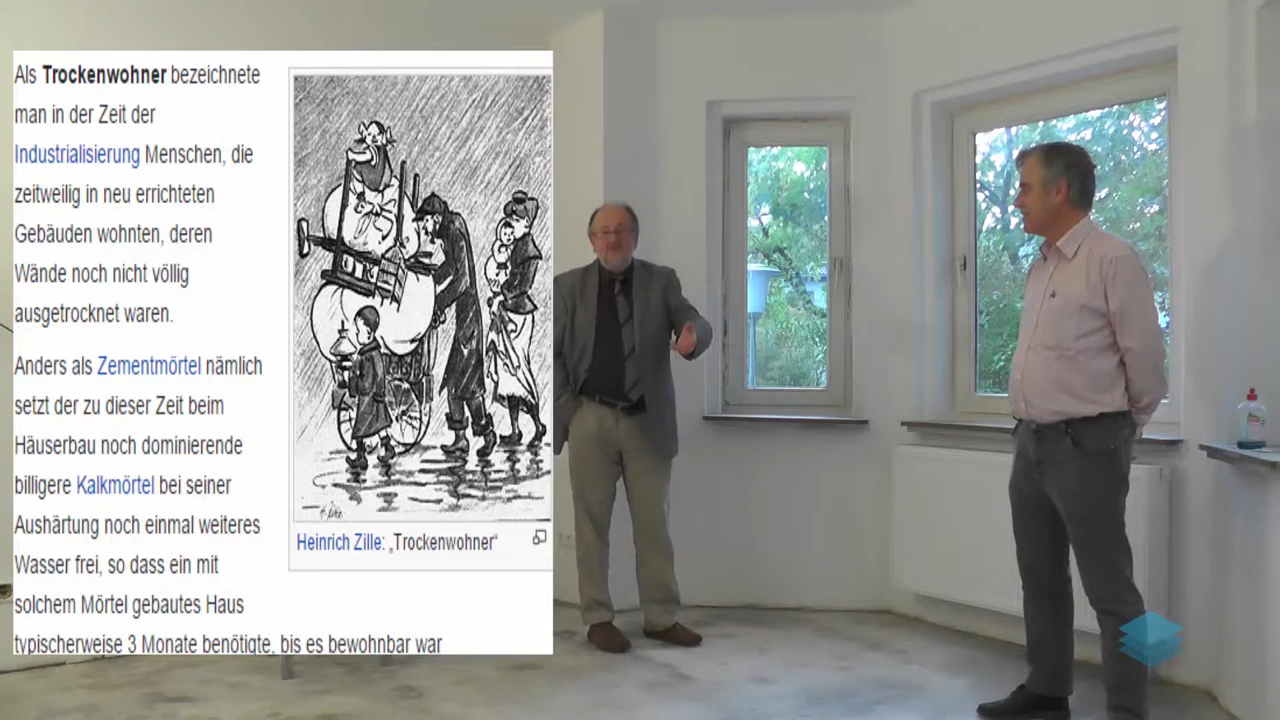 Als Trockenwohner bezeichnete
man in der Zeit der
Industrialisierung Menschen, die
zeitweilig in neu errichteten
Gebäuden wohnten, deren
Wände noch nicht völlig
ausgetrocknet waren.
Anders als Zementmörtel nämlich
setzt der zu dieser Zeit beim
Häuserbau noch dominierende
billigere Kalkmörtel bei seiner
Aushärtung noch einmal weiteres
Wasser frei, so dass ein mit
solchem Mörtel gebautes Haus
typischerweise 3 Monate benötigte, bis es bewohnbar war
Heinrich Zille: „Trockenwohner“